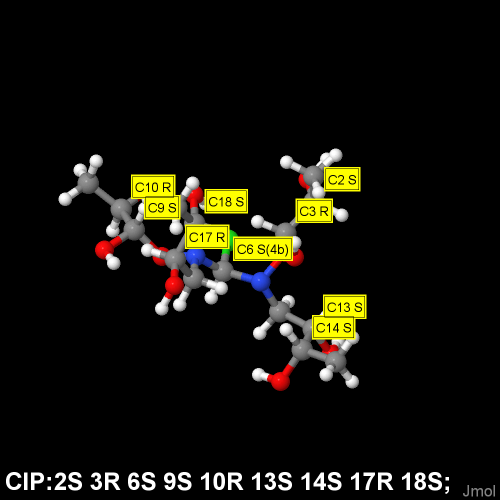 C2 S
C10 R
C18 S
C9 S
C3 R
C17 R
C6 S(4b)
C13 S
C14 S
CIP:2S 3R 6S 9S 10R 13S 14S 17R 18S;
Jmol